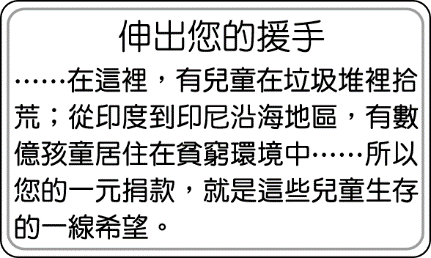 伸出您的援手
……在這裡，有兒童在垃圾堆裡拾
荒；從印度到印尼沿海地區，有數
億孩童居住在貧窮環境中……所以
您的一元捐款，就是這些兒童生存
的一線希望。